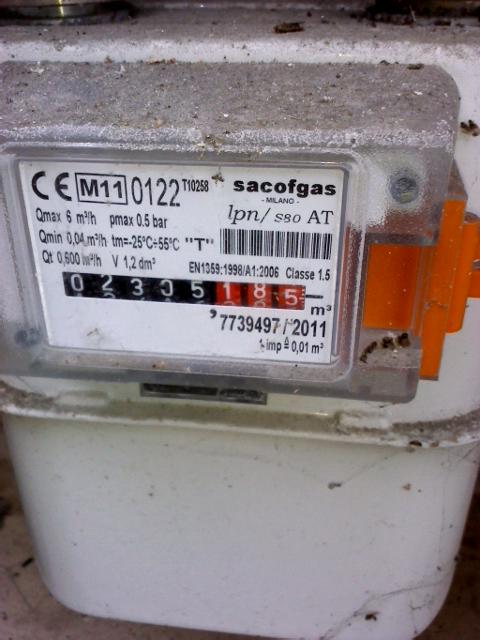 CE M11 0122 T10258 sacofgas
- MILANO -
lpn/ S80 AT
Qmax 6 m³/h pmax 0.5 bar
Qmin 0,04 m³/h tm=-25°C÷55°C "T"
Qt 0,600 m³/h V 1,2 dm³
EN1359:1998/A1:2006 Classe 1.5
0 2 3 0 5 1 8 5
m³
7739497/2011
1 imp ≙ 0,01 m³